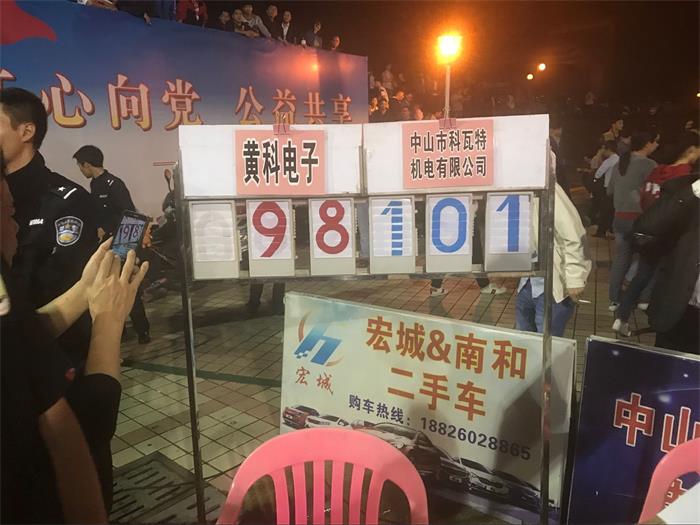 心向党 公益共享
黄科电子
中山市科瓦特
机电有限公司
98
101
宏城&南和
二手车
宏城
购车热线：18826028865
中山
198